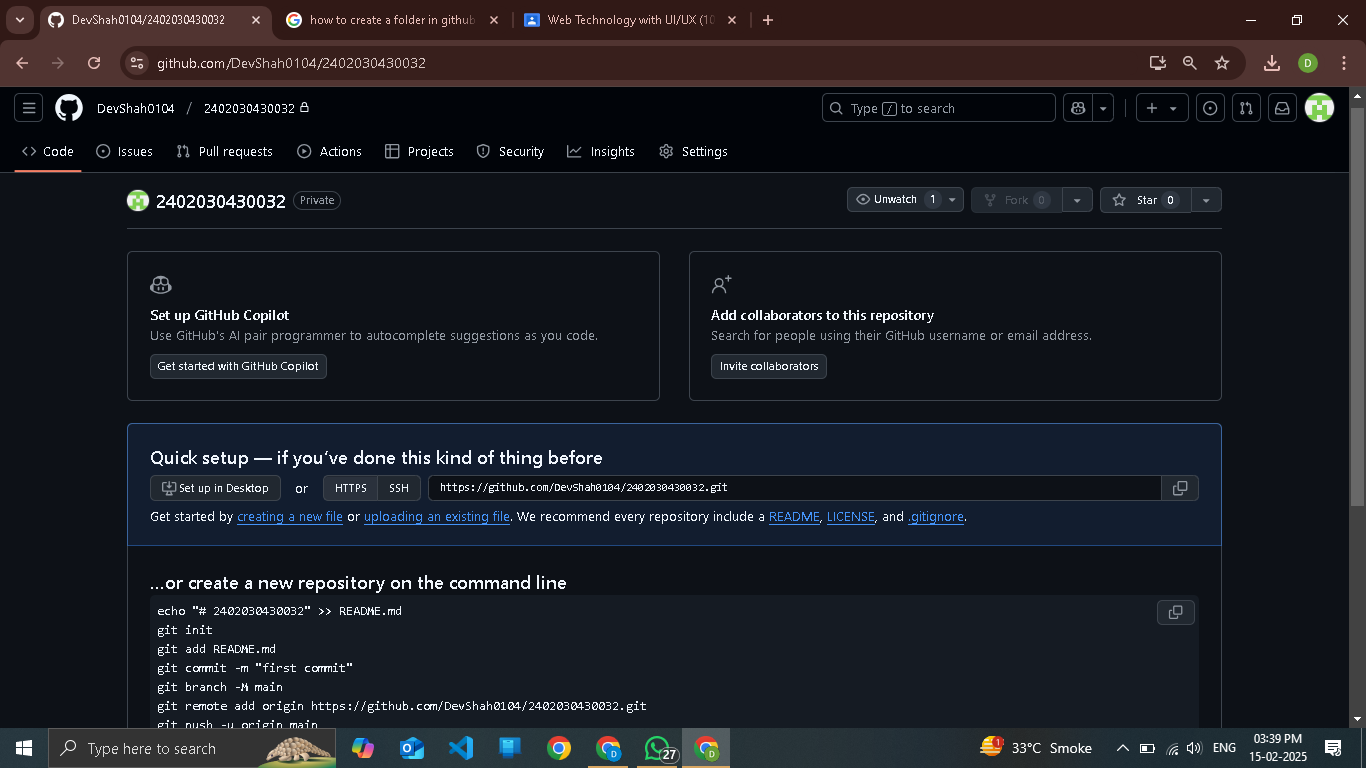 DevShah0104/2402030430032
how to create a folder in github
Web Technology with UI/UX (10
github.com/DevShah0104/2402030430032
D
DevShah0104 / 2402030430032
Type / to search
Code Issues Pull requests Actions Projects Security Insights Settings
2402030430032 Private
Unwatch 1 Fork 0 Star 0
Set up GitHub Copilot
Use GitHub's AI pair programmer to autocomplete suggestions as you code.
Get started with GitHub Copilot
Add collaborators to this repository
Search for people using their GitHub username or email address.
Invite collaborators
Quick setup — if you've done this kind of thing before
Set up in Desktop or HTTPS SSH https://github.com/DevShah0104/2402030430032.git
Get started by creating a new file or uploading an existing file. We recommend every repository include a README, LICENSE, and .gitignore.
...or create a new repository on the command line
echo "# 2402030430032" >> README.md
git init
git add README.md
git commit -m "first commit"
git branch -M main
git remote add origin https://github.com/DevShah0104/2402030430032.git
git push -u origin main
Type here to search
D
27
D
1
33°C Smoke
ENG
03:39 PM
15-02-2025